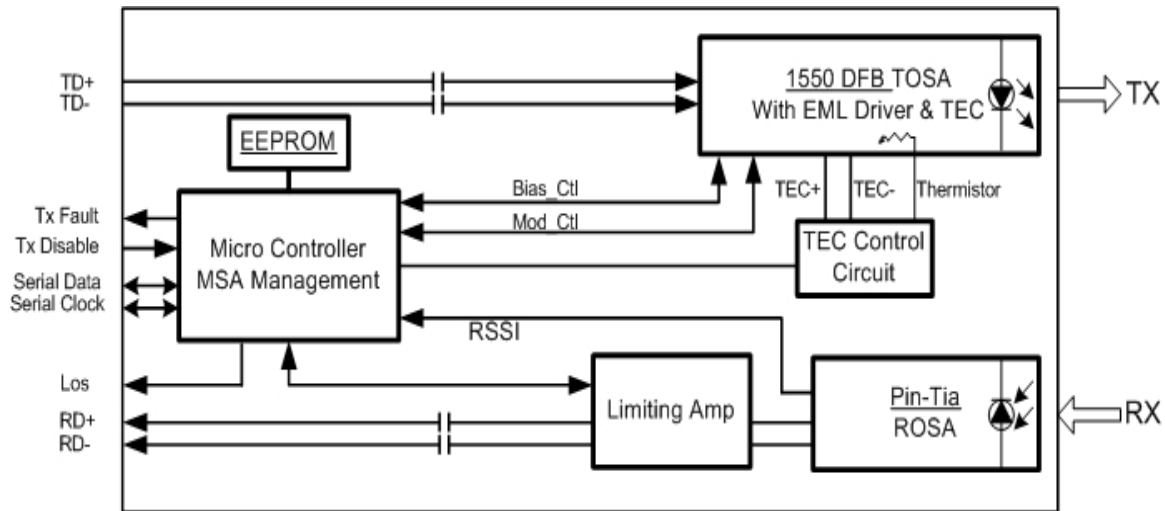 TD+
TD-
1550 DFB TOSA
With EML Driver & TEC
TX
EEPROM
Bias_Ctl
Mod_Ctl
TEC+
TEC-
Thermistor
Tx Fault
Tx Disable
Serial Data
Serial Clock
Micro Controller
MSA Management
TEC Control
Circuit
RSSI
Los
RD+
RD-
Limiting Amp
Pin-Tia
ROSA
RX